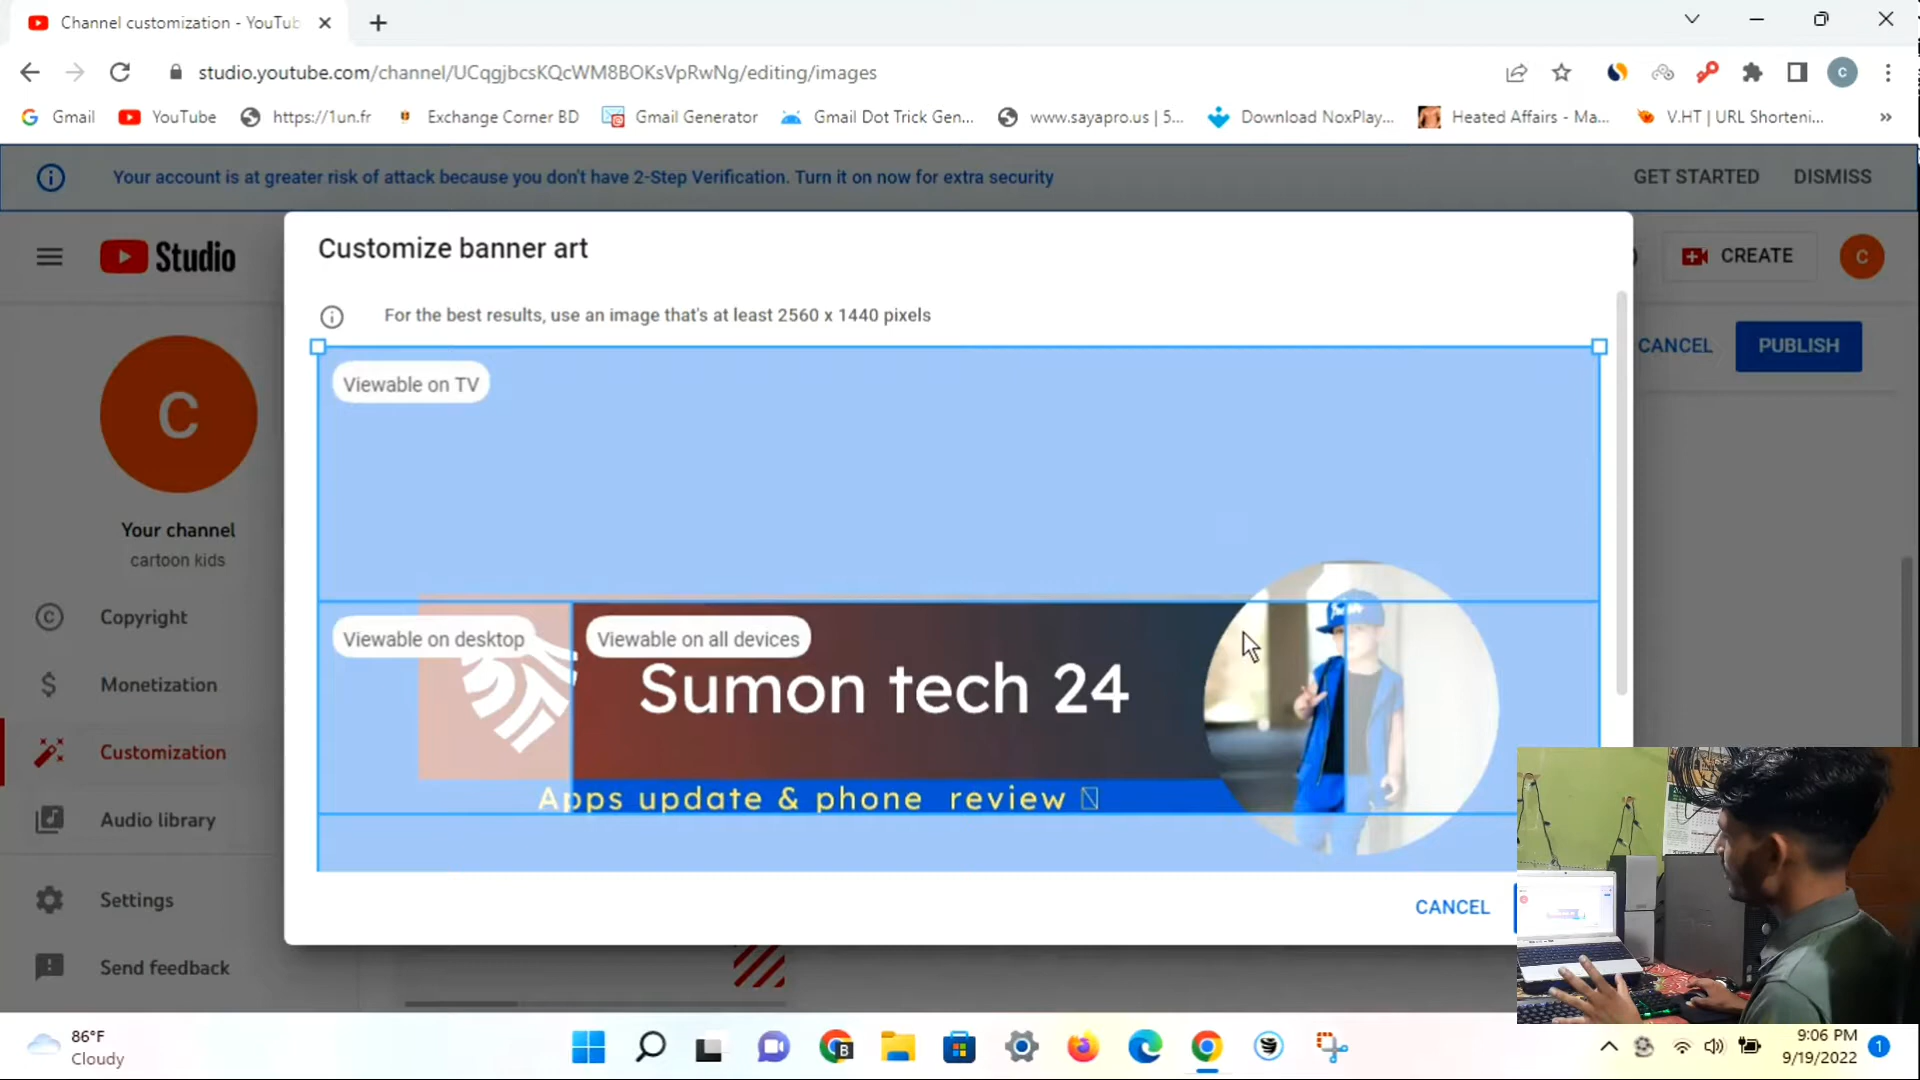 Channel customization - YouTub
studio.youtube.com/channel/UCqgjbcsKQcWM8BOKsVpRwNg/editing/images
C
G Gmail
YouTube
https://1un.fr
Exchange Corner BD
Gmail Generator
Gmail Dot Trick Gen...
www.sayapro.us | 5...
Download NoxPlay...
Heated Affairs - Ma...
V.HT | URL Shorteni...
»
Your account is at greater risk of attack because you don't have 2-Step Verification. Turn it on now for extra security
GET STARTED
DISMISS
Studio
CREATE
C
Customize banner art
For the best results, use an image that's at least 2560 x 1440 pixels
CANCEL
PUBLISH
Viewable on TV
C
Your channel
cartoon kids
Copyright
Monetization
Customization
Audio library
Settings
Send feedback
Viewable on desktop
Viewable on all devices
Sumon tech 24
Apps update & phone review
CANCEL
86°F
Cloudy
B
9:06 PM
9/19/2022
1